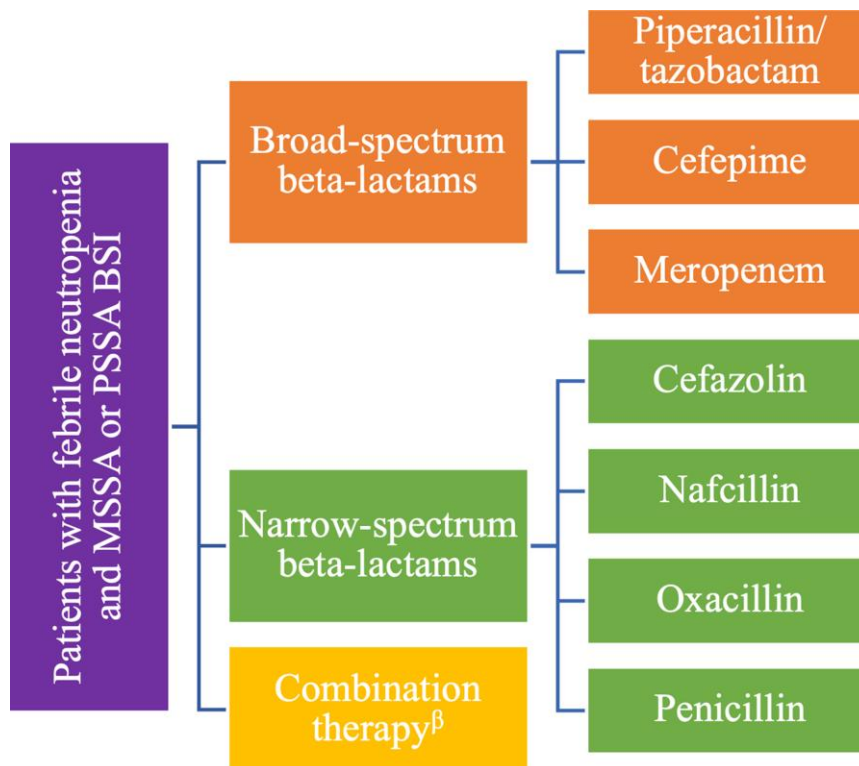 Patients with febrile neutropenia
and MSSA or PSSA BSI
Broad-spectrum
beta-lactams
Piperacillin/
tazobactam
Cefepime
Meropenem
Narrow-spectrum
beta-lactams
Cefazolin
Nafcillin
Oxacillin
Penicillin
Combination
therapyᵝ